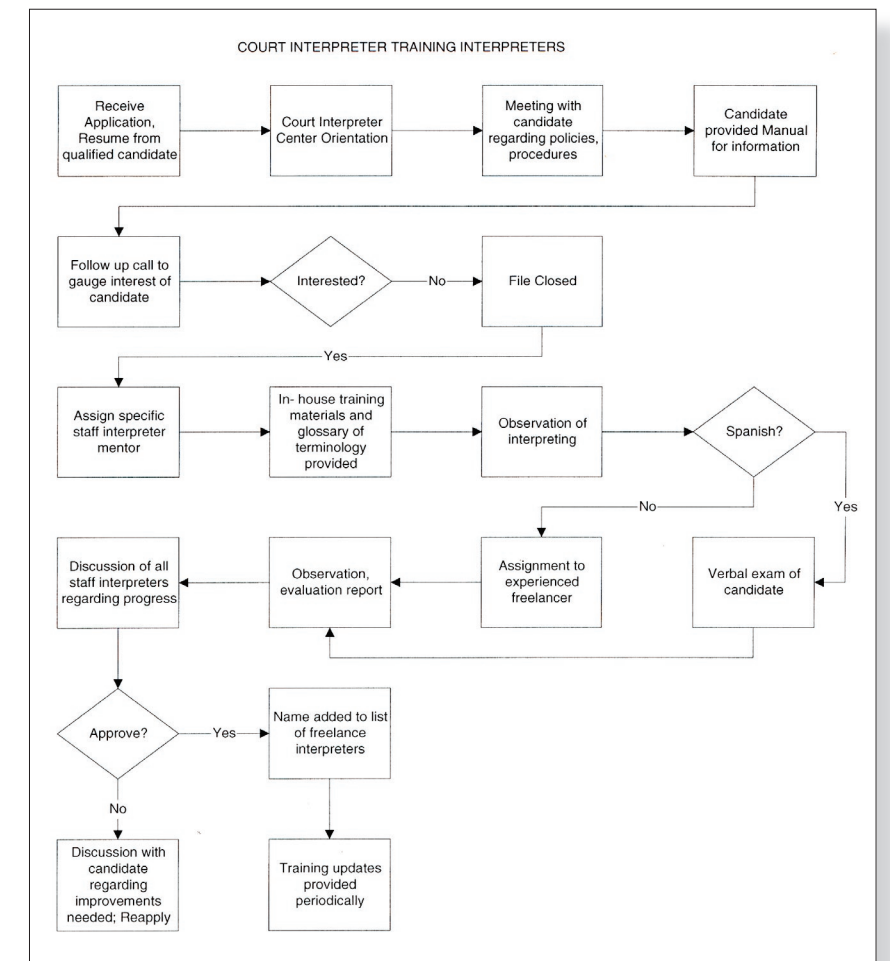 COURT INTERPRETER TRAINING INTERPRETERS
Receive
Application,
Resume from
qualified candidate
Court Interpreter
Center Orientation
Meeting with
candidate
regarding policies,
procedures
Candidate
provided Manual
for information
Follow up call to
gauge interest of
candidate
Interested?
No
File Closed
Yes
Assign specific
staff interpreter
mentor
In- house training
materials and
glossary of
terminology
provided
Observation of
interpreting
Spanish?
No
Yes
Discussion of all
staff interpreters
regarding progress
Observation,
evaluation report
Assignment to
experienced
freelancer
Verbal exam of
candidate
Approve?
Yes
Name added to list
of freelance
interpreters
No
Discussion with
candidate
regarding
improvements
needed; Reapply
Training updates
provided
periodically